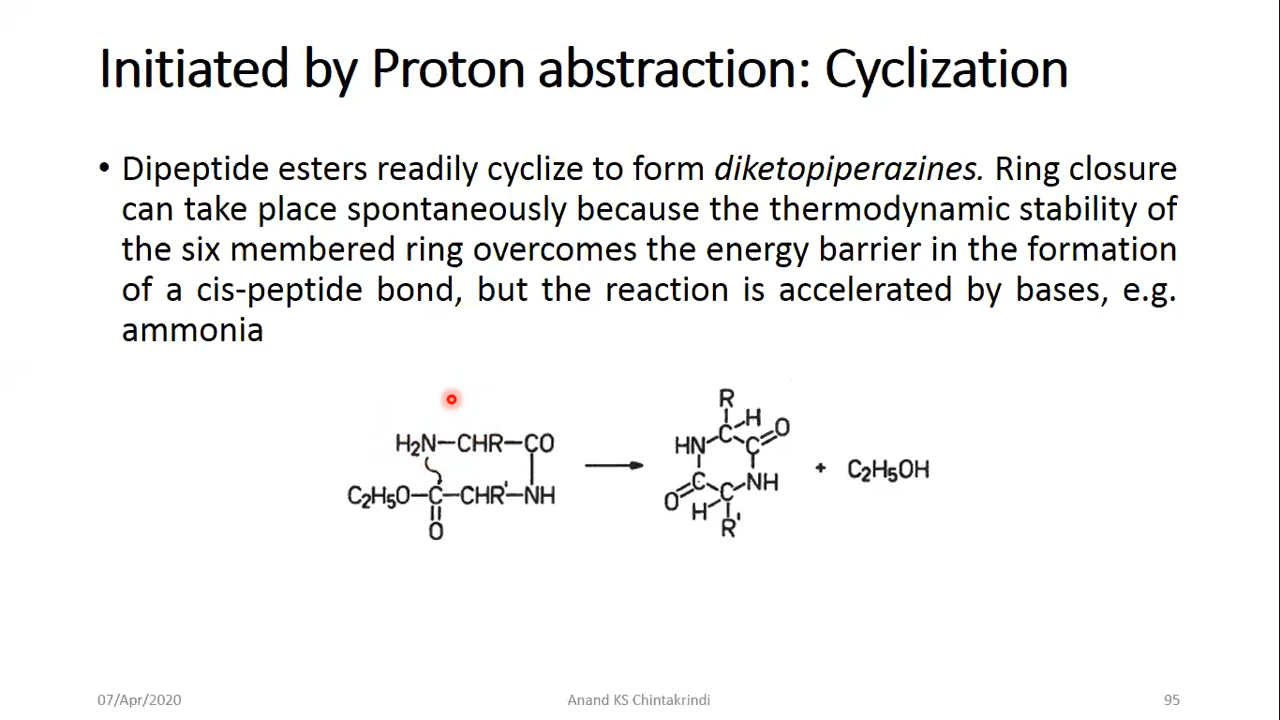 Initiated by Proton abstraction: Cyclization
• Dipeptide esters readily cyclize to form diketopiperazines. Ring closure
can take place spontaneously because the thermodynamic stability of
the six membered ring overcomes the energy barrier in the formation
of a cis-peptide bond, but the reaction is accelerated by bases, e.g.
ammonia
H₂N–CHR–CO
C₂H₅O–C–CHR'–NH
O
R
H
HN C C O
C C NH
O H
R'
+ C₂H₅OH
07/Apr/2020
Anand KS Chintakrindi
95